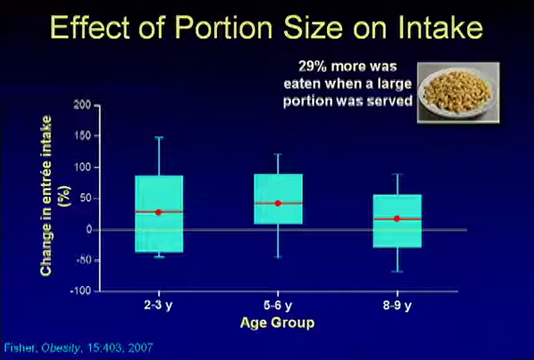 Effect of Portion Size on Intake
29% more was
eaten when a large
portion was served
Change in entrée intake
(%)
200
150
100
50
0
-50
-100
2-3 y
5-6 y
8-9 y
Age Group
Fisher, Obesity, 15:403, 2007